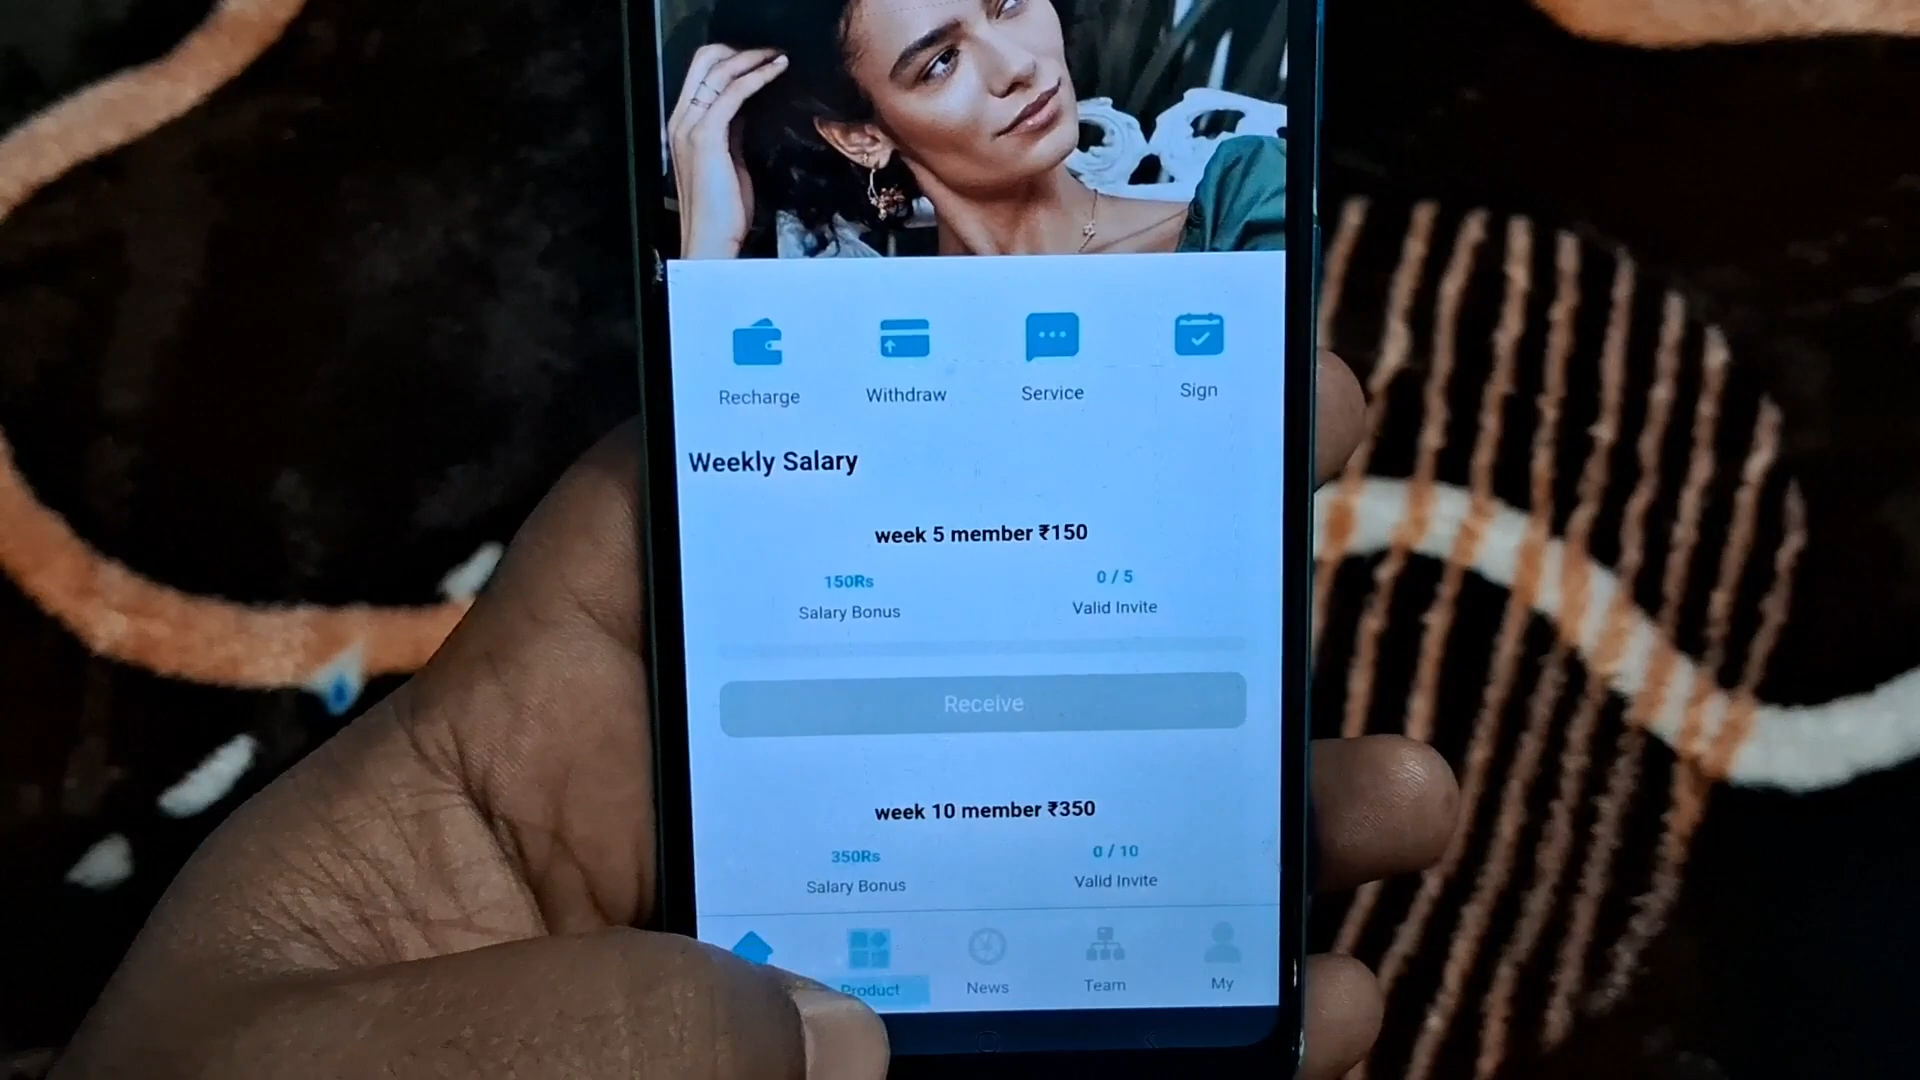 Recharge
Withdraw
Service
Sign
Weekly Salary
week 5 member ₹150
150Rs
0 / 5
Salary Bonus
Valid Invite
Receive
week 10 member ₹350
350Rs
0 / 10
Salary Bonus
Valid Invite
Product
News
Team
My